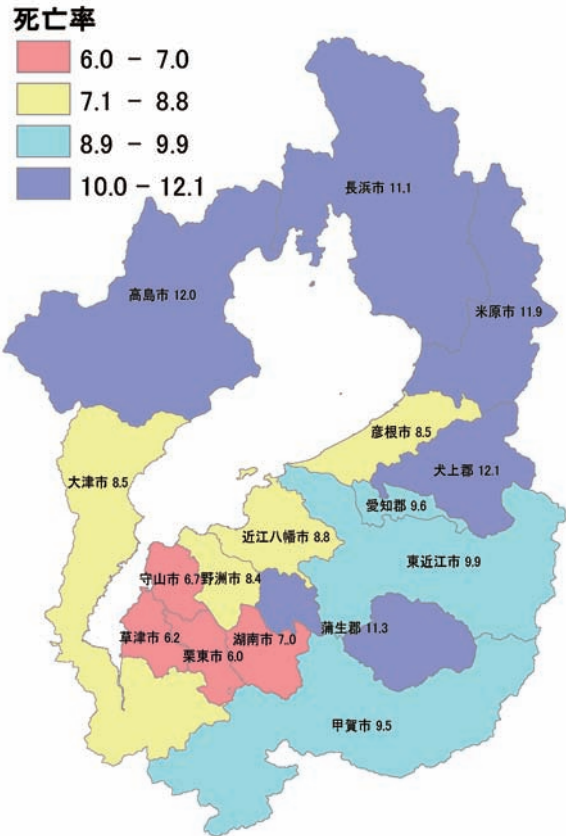 死亡率
6.0 - 7.0
7.1 - 8.8
8.9 - 9.9
10.0 - 12.1
長浜市 11.1
高島市 12.0
米原市 11.9
彦根市 8.5
犬上郡 12.1
大津市 8.5
愛知郡 9.6
近江八幡市 8.8
東近江市 9.9
守山市 6.7
野洲市 8.4
草津市 6.2
湖南市 7.0
蒲生郡 11.3
栗東市 6.0
甲賀市 9.5